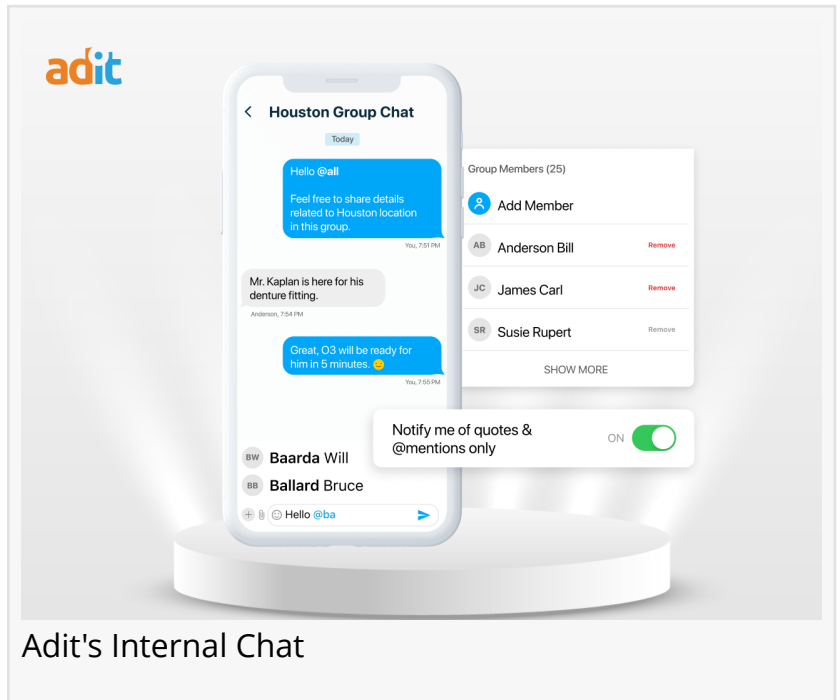 adit
Houston Group Chat
Today
Hello @all
Feel free to share details
related to Houston location
in this group.
You, 7:51 PM
Mr. Kaplan is here for his
denture fitting.
Anderson, 7:54 PM
Great, O3 will be ready for
him in 5 minutes.
You, 7:55 PM
BW Baarda Will
BB Ballard Bruce
Hello @ba
Group Members (25)
Add Member
AB Anderson Bill Remove
JC James Carl Remove
SR Susie Rupert Remove
SHOW MORE
Notify me of quotes &
@mentions only
ON
Adit's Internal Chat